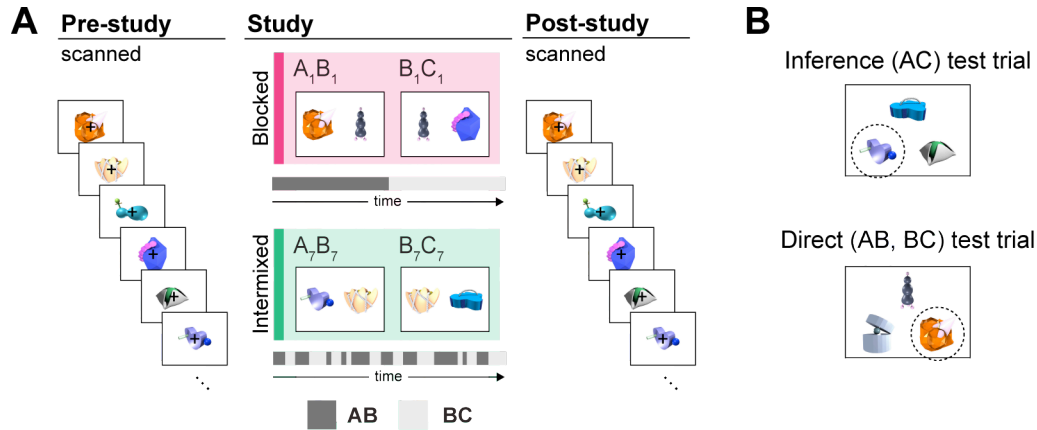 A
Pre-study
scanned
Study
Blocked
A₁B₁
B₁C₁
time
Intermixed
A₇B₇
B₇C₇
time
AB
BC
Post-study
scanned
B
Inference (AC) test trial
Direct (AB, BC) test trial